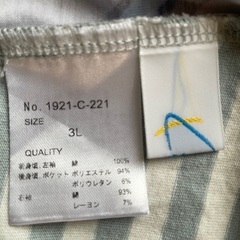 No. 1921-C-221
SIZE
3L
QUALITY
前身頃、左袖 綿 100%
後身頃、ポケット ポリエステル 94%
ポリウレタン 6%
右袖 綿 93%
レーヨン 7%